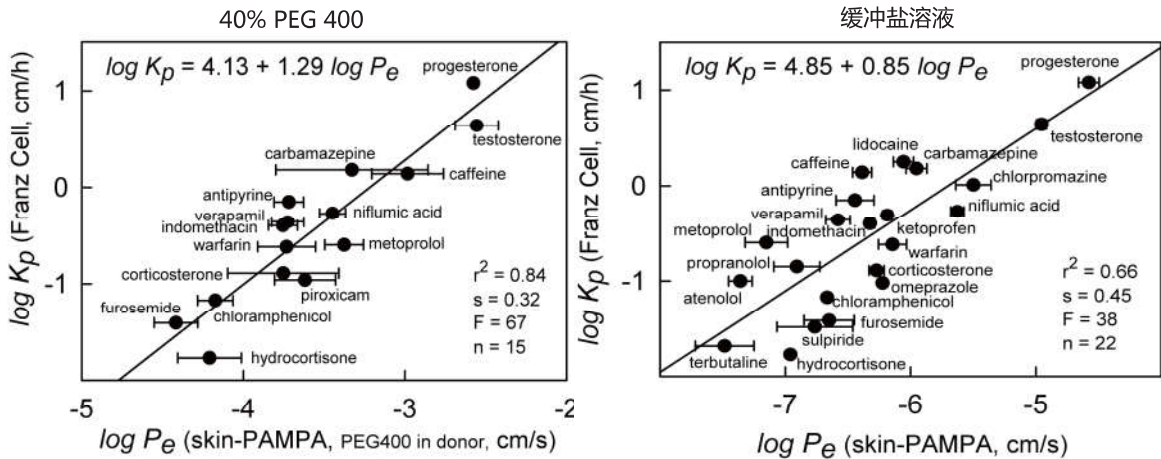 40% PEG 400
log Kp = 4.13 + 1.29 log Pe
progesterone
testosterone
carbamazepine
caffeine
antipyrine
niflumic acid
verapamil
indomethacin
metoprolol
warfarin
corticosterone
piroxicam
furosemide
chloramphenicol
hydrocortisone
r² = 0.84
s = 0.32
F = 67
n = 15
1
0
-1
-5
-4
-3
-2
log Kp (Franz Cell, cm/h)
log Pe (skin-PAMPA, PEG400 in donor, cm/s)
缓冲盐溶液
log Kp = 4.85 + 0.85 log Pe
progesterone
testosterone
lidocaine
carbamazepine
caffeine
chlorpromazine
antipyrine
niflumic acid
verapamil
ketoprofen
metoprolol
indomethacin
warfarin
propranolol
corticosterone
atenolol
omeprazole
chloramphenicol
furosemide
sulpiride
terbutaline
hydrocortisone
r² = 0.66
s = 0.45
F = 38
n = 22
1
0
-1
-7
-6
-5
log Kp (Franz Cell, cm/h)
log Pe (skin-PAMPA, cm/s)